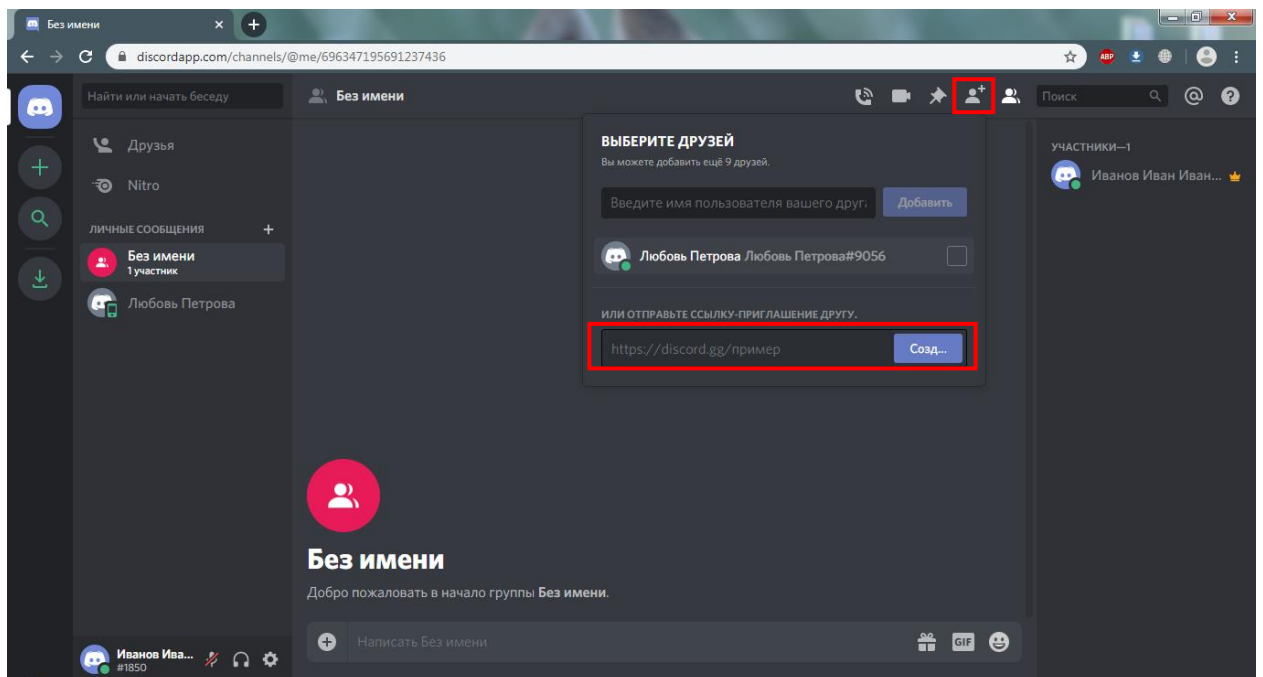 Без имени
discordapp.com/channels/@me/696347195691237436
ABP
Найти или начать беседу
Без имени
Поиск
Друзья
Nitro
ЛИЧНЫЕ СООБЩЕНИЯ
Без имени
1 участник
Любовь Петрова
ВЫБЕРИТЕ ДРУЗЕЙ
Вы можете добавить ещё 9 друзей.
Введите имя пользователя вашего друга
Добавить
Любовь Петрова Любовь Петрова#9056
ИЛИ ОТПРАВЬТЕ ССЫЛКУ-ПРИГЛАШЕНИЕ ДРУГУ.
https://discord.gg/пример
Созд...
УЧАСТНИКИ—1
Иванов Иван Иван...
Без имени
Добро пожаловать в начало группы Без имени.
Написать Без имени
GIF
Иванов Ива...
#1850